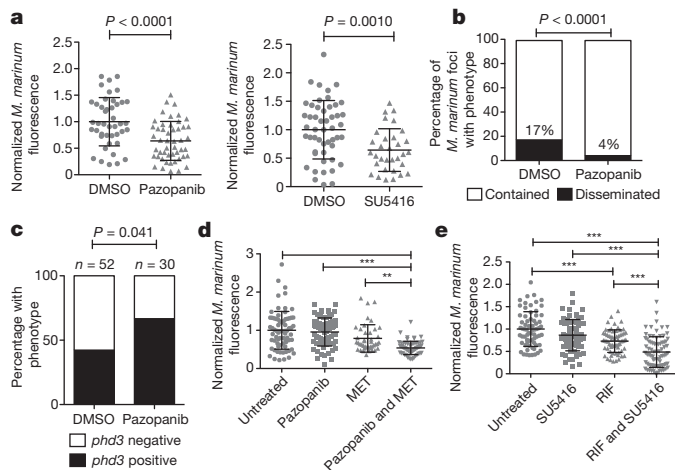 a
P < 0.0001
Normalized M. marinum fluorescence
2.5
2.0
1.5
1.0
0.5
0
DMSO
Pazopanib
P = 0.0010
Normalized M. marinum fluorescence
2.5
2.0
1.5
1.0
0.5
0
DMSO
SU5416
b
P < 0.0001
Percentage of M. marinum foci with phenotype
100
80
60
40
20
0
17%
4%
DMSO
Pazopanib
Contained
Disseminated
c
P = 0.041
n = 52
n = 30
Percentage with phenotype
100
50
0
DMSO
Pazopanib
phd3 negative
phd3 positive
d
***
**
Normalized M. marinum fluorescence
3
2
1
0
Untreated
Pazopanib
MET
Pazopanib and MET
e
***
***
***
***
Normalized M. marinum fluorescence
2.5
2.0
1.5
1.0
0.5
0
Untreated
SU5416
RIF
RIF and SU5416